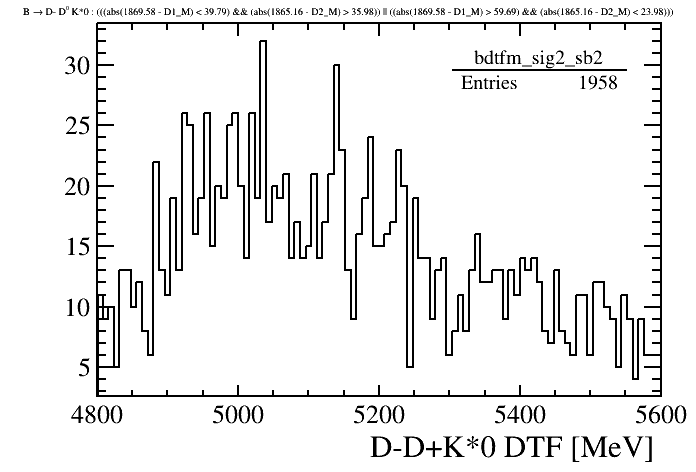 B → D- D⁰ K*0 : (((abs(1869.58 - D1_M) < 39.79) && (abs(1865.16 - D2_M) > 35.98)) || ((abs(1869.58 - D1_M) > 59.69) && (abs(1865.16 - D2_M) < 23.98)))
bdtfm_sig2_sb2
Entries 1958
30
25
20
15
10
5
4800 5000 5200 5400 5600
D-D+K*0 DTF [MeV]